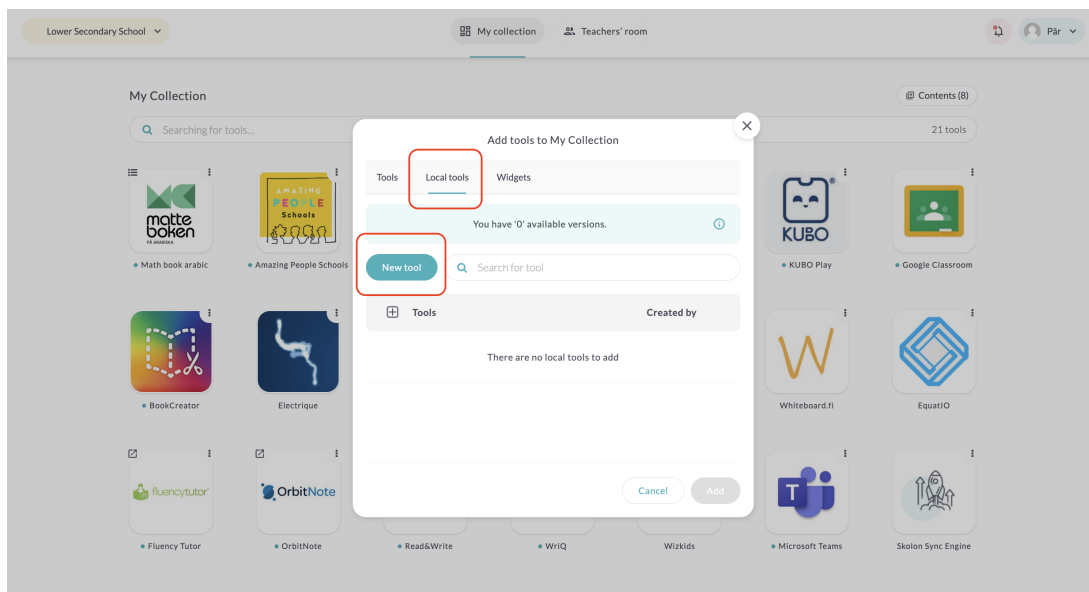 Lower Secondary School
My collection
Teachers' room
Pär
My Collection
Contents (8)
Searching for tools...
21 tools
Add tools to My Collection
Tools
Local tools
Widgets
You have '0' available versions.
New tool
Search for tool
Tools
Created by
There are no local tools to add
Cancel
Add
matte
boken
PÅ ARABISKA
AMAZING
PEOPLE
Schools
KUBO
Math book arabic
Amazing People Schools
KUBO Play
Google Classroom
BookCreator
Electrique
W
Whiteboard.fi
EquatIO
fluencytutor
OrbitNote
T
Fluency Tutor
OrbitNote
Read&Write
WriQ
Wizkids
Microsoft Teams
Skolon Sync Engine